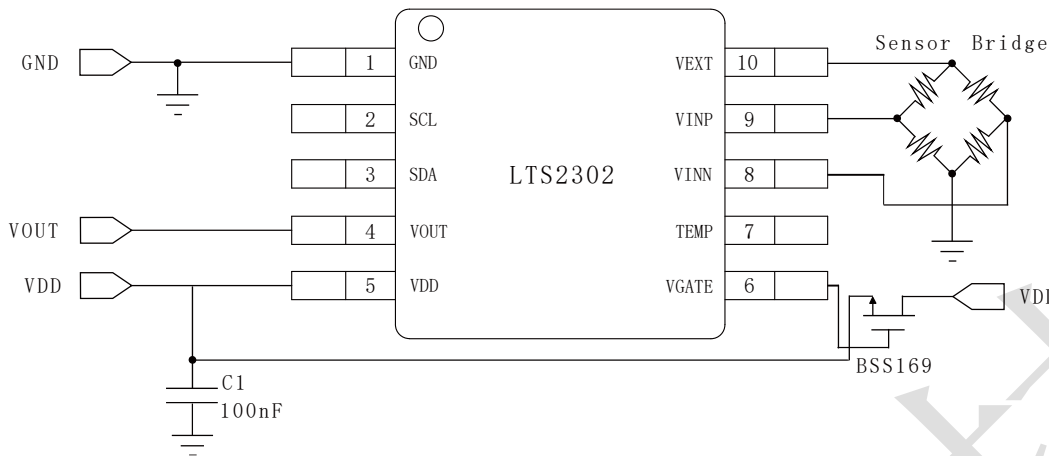 Sensor Bridge
GND
1
GND
VEXT
10
2
SCL
VINP
9
3
SDA
LTS2302
VINN
8
VOUT
4
VOUT
TEMP
7
VDD
5
VDD
VGATE
6
BSS169
C1
100nF